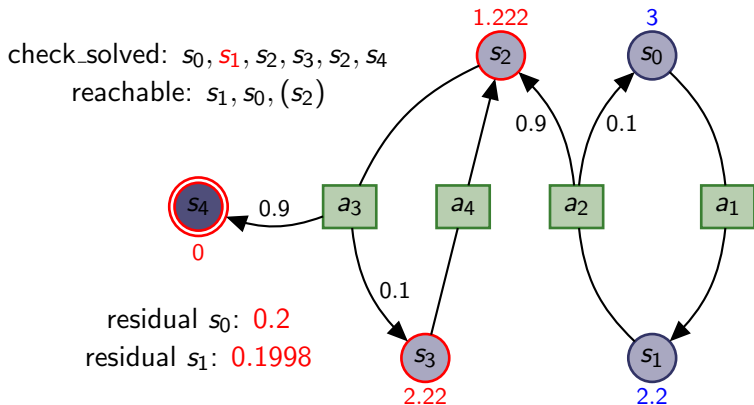 1.222
3
check_solved: s₀, s₁, s₂, s₃, s₂, s₄
s₂
s₀
reachable: s₁, s₀, (s₂)
0.9
0.1
s₄
0.9
a₃
a₄
a₂
a₁
0
0.1
residual s₀: 0.2
residual s₁: 0.1998
s₃
s₁
2.22
2.2